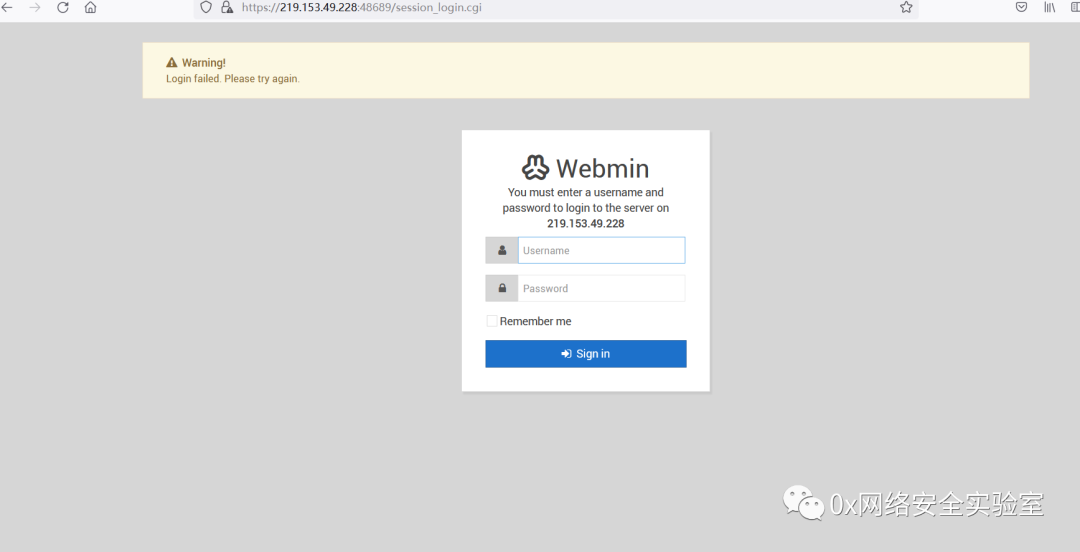 https://219.153.49.228:48689/session_login.cgi
Warning!
Login failed. Please try again.
Webmin
You must enter a username and
password to login to the server on
219.153.49.228
Username
Password
Remember me
Sign in
0x网络安全实验室